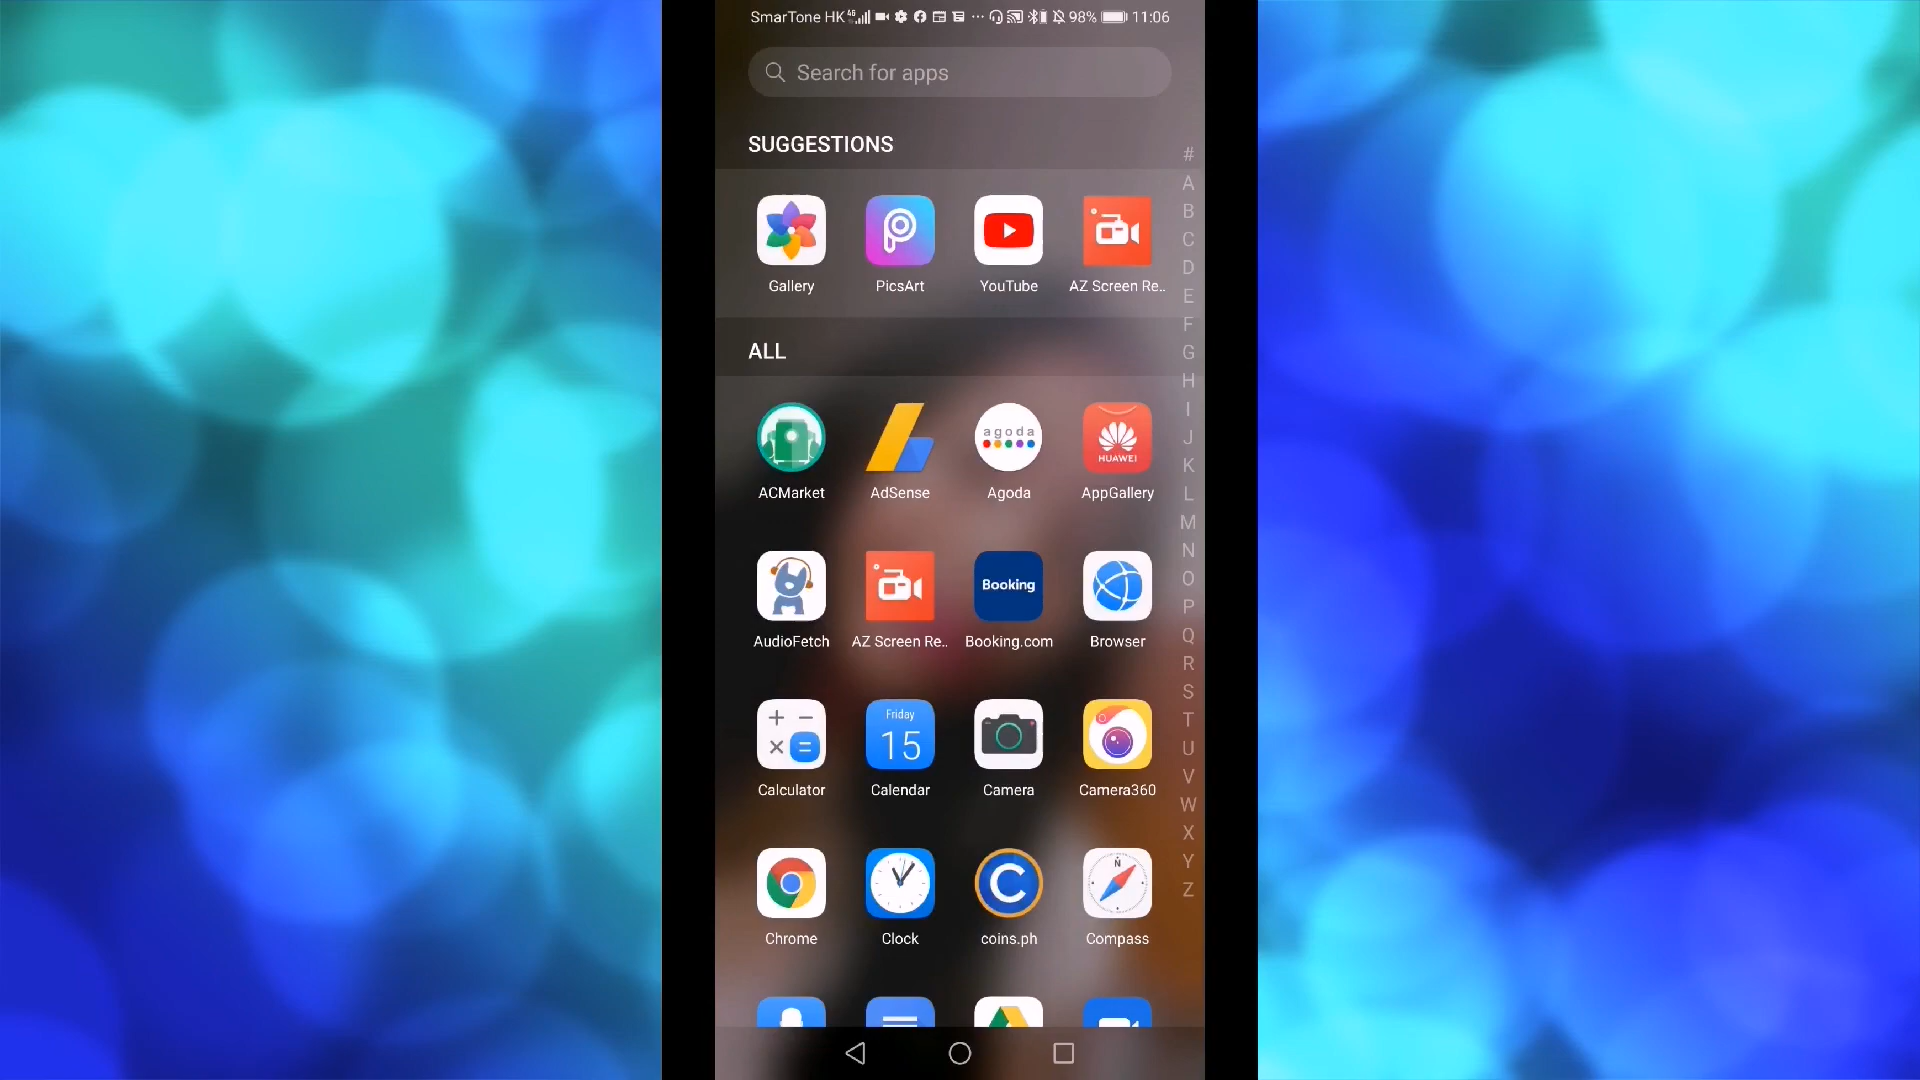 SmarTone HK 4G 98% 11:06
Search for apps
SUGGESTIONS
Gallery PicsArt YouTube AZ Screen Re..
ALL
agoda
HUAWEI
ACMarket AdSense Agoda AppGallery
Booking
AudioFetch AZ Screen Re.. Booking.com Browser
Friday
15
N
Calculator Calendar Camera Camera360
Chrome Clock coins.ph Compass
#
A
B
C
D
E
F
G
H
I
J
K
L
M
N
O
P
Q
R
S
T
U
V
W
X
Y
Z